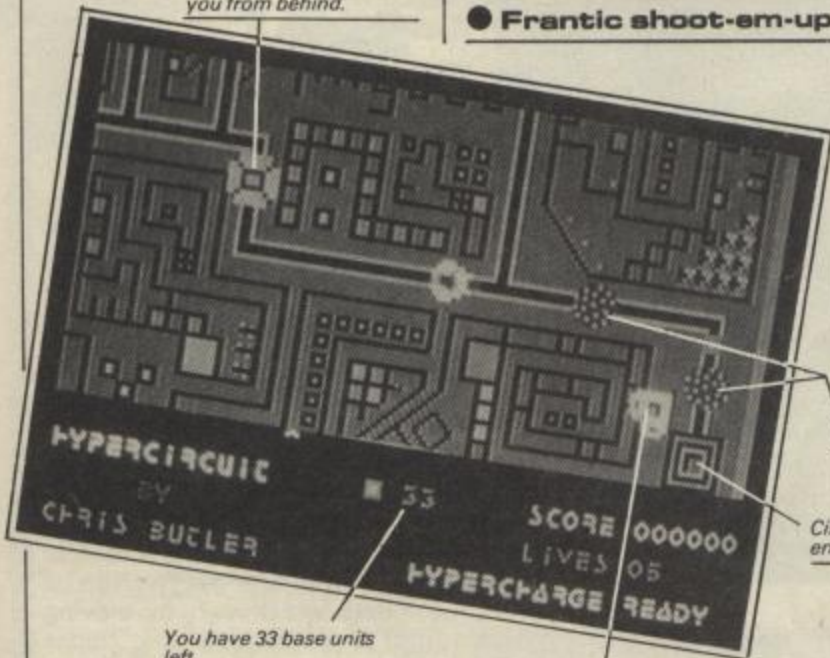 you from behind.
● Frantic shoot-em-up
HYPERCIRCUIT
BY
CHRIS BUTLER
33
SCORE 000000
LIVES 05
HYPERCHARGE READY
You have 33 base units
left